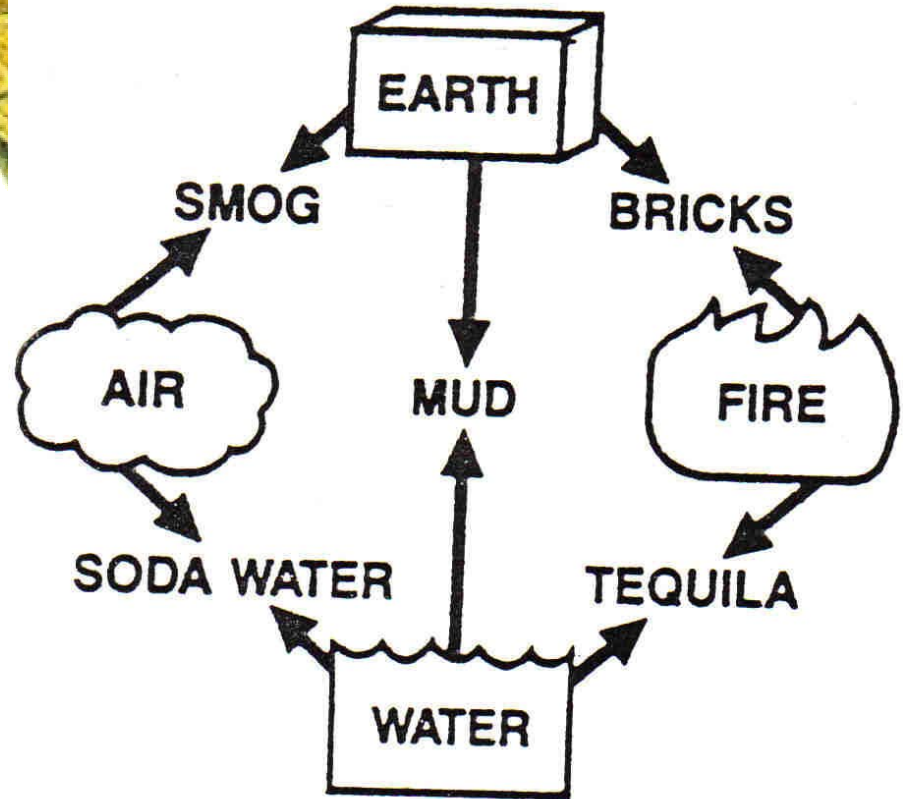 EARTH
SMOG
BRICKS
AIR
MUD
FIRE
SODA WATER
TEQUILA
WATER